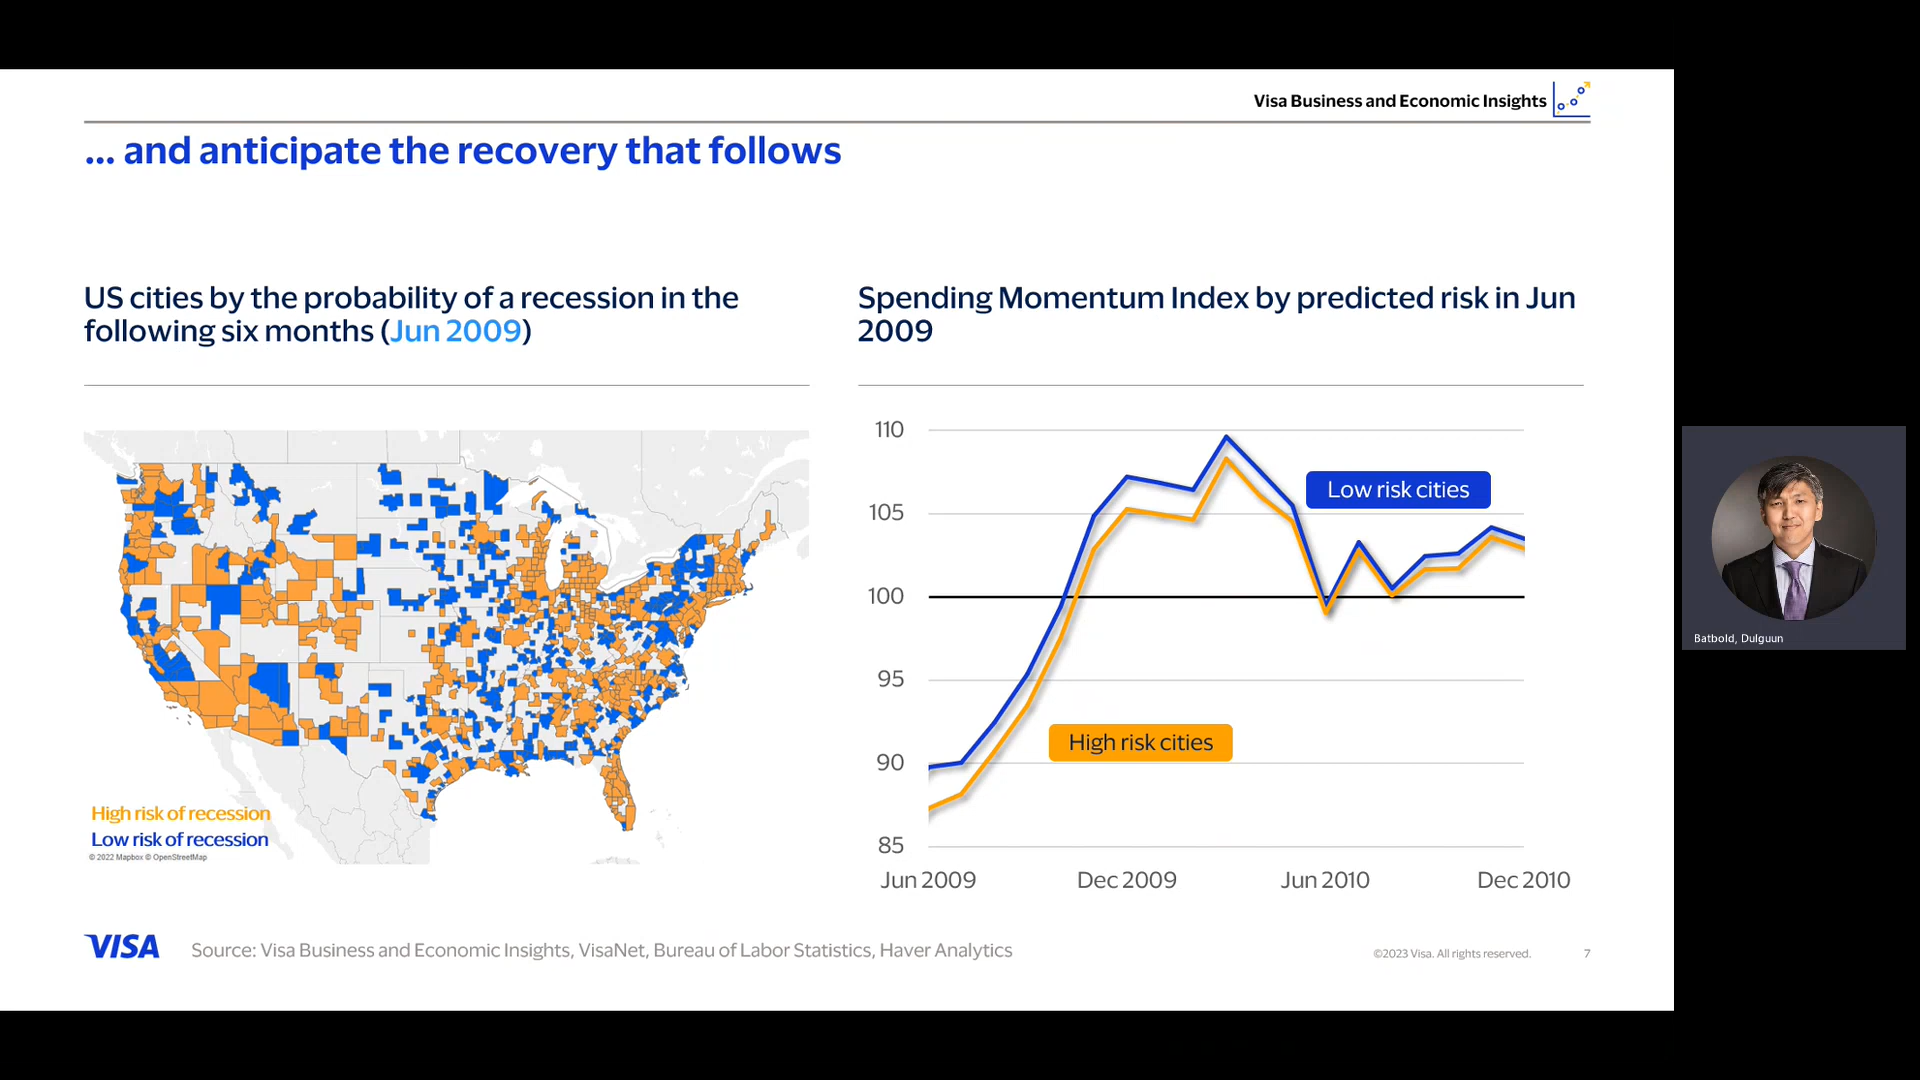 Visa Business and Economic Insights
... and anticipate the recovery that follows
US cities by the probability of a recession in the
following six months (Jun 2009)
High risk of recession
Low risk of recession
© 2022 Mapbox © OpenStreetMap
Spending Momentum Index by predicted risk in Jun
2009
110
105
100
95
90
85
Low risk cities
High risk cities
Jun 2009
Dec 2009
Jun 2010
Dec 2010
VISA
Source: Visa Business and Economic Insights, VisaNet, Bureau of Labor Statistics, Haver Analytics
©2023 Visa. All rights reserved.
7
Batbold, Dulguun